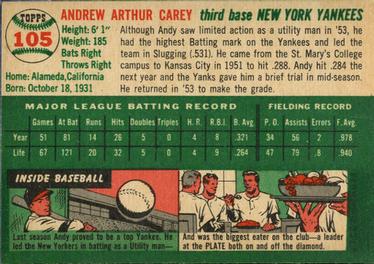 TOPPS
105
ANDREW ARTHUR CAREY third base NEW YORK YANKEES
Height: 6' 1"
Weight: 185
Bats Right
Throws Right
Home: Alameda, California
Born: October 18, 1931
Although Andy saw limited action as a utility man in '53, he
had the highest Batting mark on the Yankees and led the
team in Slugging (.531). He came from the St. Mary's College
campus to Kansas City in 1951 to hit .288. Andy hit .284 the
next year and the Yanks gave him a brief trial in mid-season.
He returned in '53 to make the grade.
MAJOR LEAGUE BATTING RECORD FIELDING RECORD
Games At Bat Runs Hits Doubles Triples H. R. R.B.I. B. Avg. P. O. Assists Errors F. Avg.
Year 51 81 14 26 5 0 4 8 .321 34 56 2 .978
Life 67 121 20 32 5 0 4 9 .264 47 79 8 .940
INSIDE BASEBALL
Last season Andy proved to be a top Yankee. He
led the New Yorkers in batting as a Utility man—
And was the biggest eater on the club—a leader
at the PLATE both on and off the diamond.